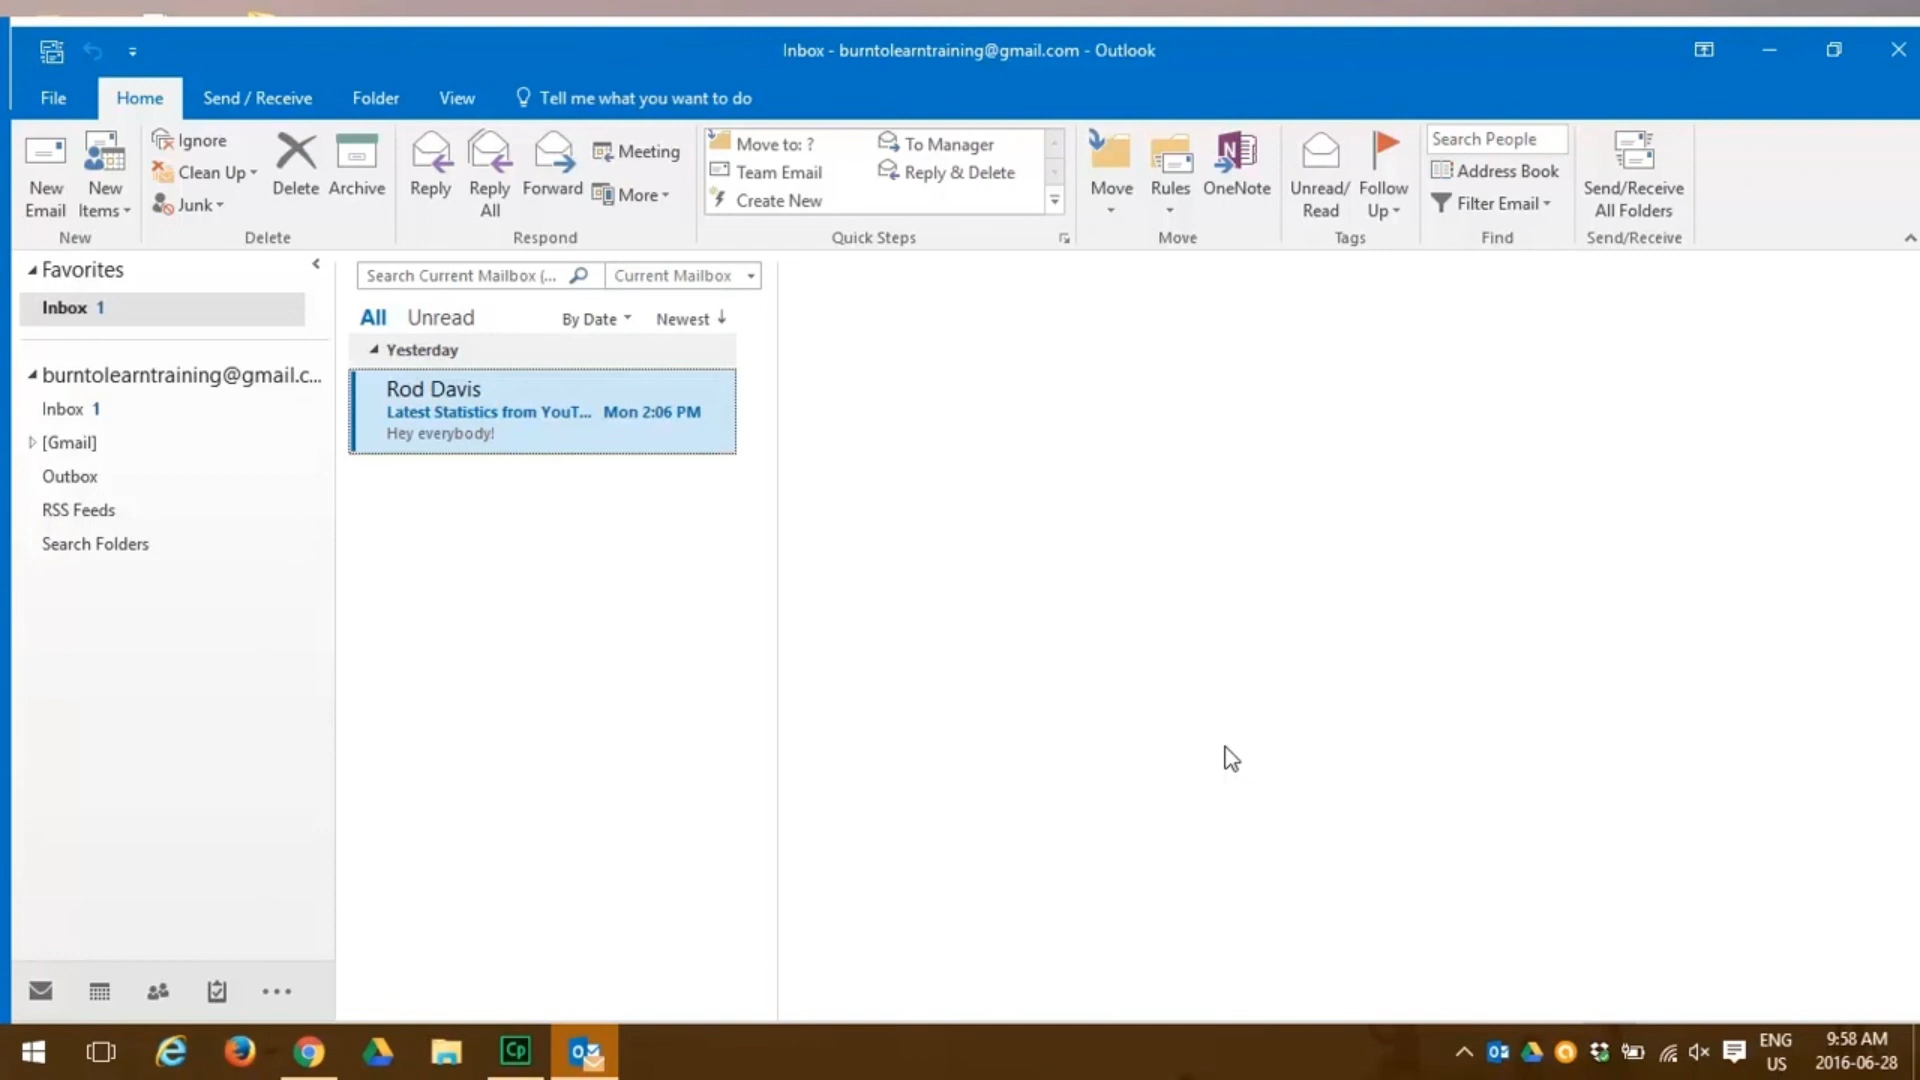 Inbox - burntolearntraining@gmail.com - Outlook
File Home Send / Receive Folder View Tell me what you want to do
New Email
New Items
New
Ignore
Clean Up
Junk
Delete
Archive
Delete
Reply
Reply All
Forward
Meeting
More
Respond
Move to: ?
Team Email
Create New
To Manager
Reply & Delete
Quick Steps
Move
Rules
OneNote
Move
Unread/ Read
Follow Up
Tags
Search People
Address Book
Filter Email
Find
Send/Receive All Folders
Send/Receive
Favorites
Inbox 1
burntolearntraining@gmail.c...
Inbox 1
[Gmail]
Outbox
RSS Feeds
Search Folders
Search Current Mailbox (... Current Mailbox
All Unread By Date Newest
Yesterday
Rod Davis
Latest Statistics from YouT... Mon 2:06 PM
Hey everybody!
Cp
ENG
US
9:58 AM
2016-06-28